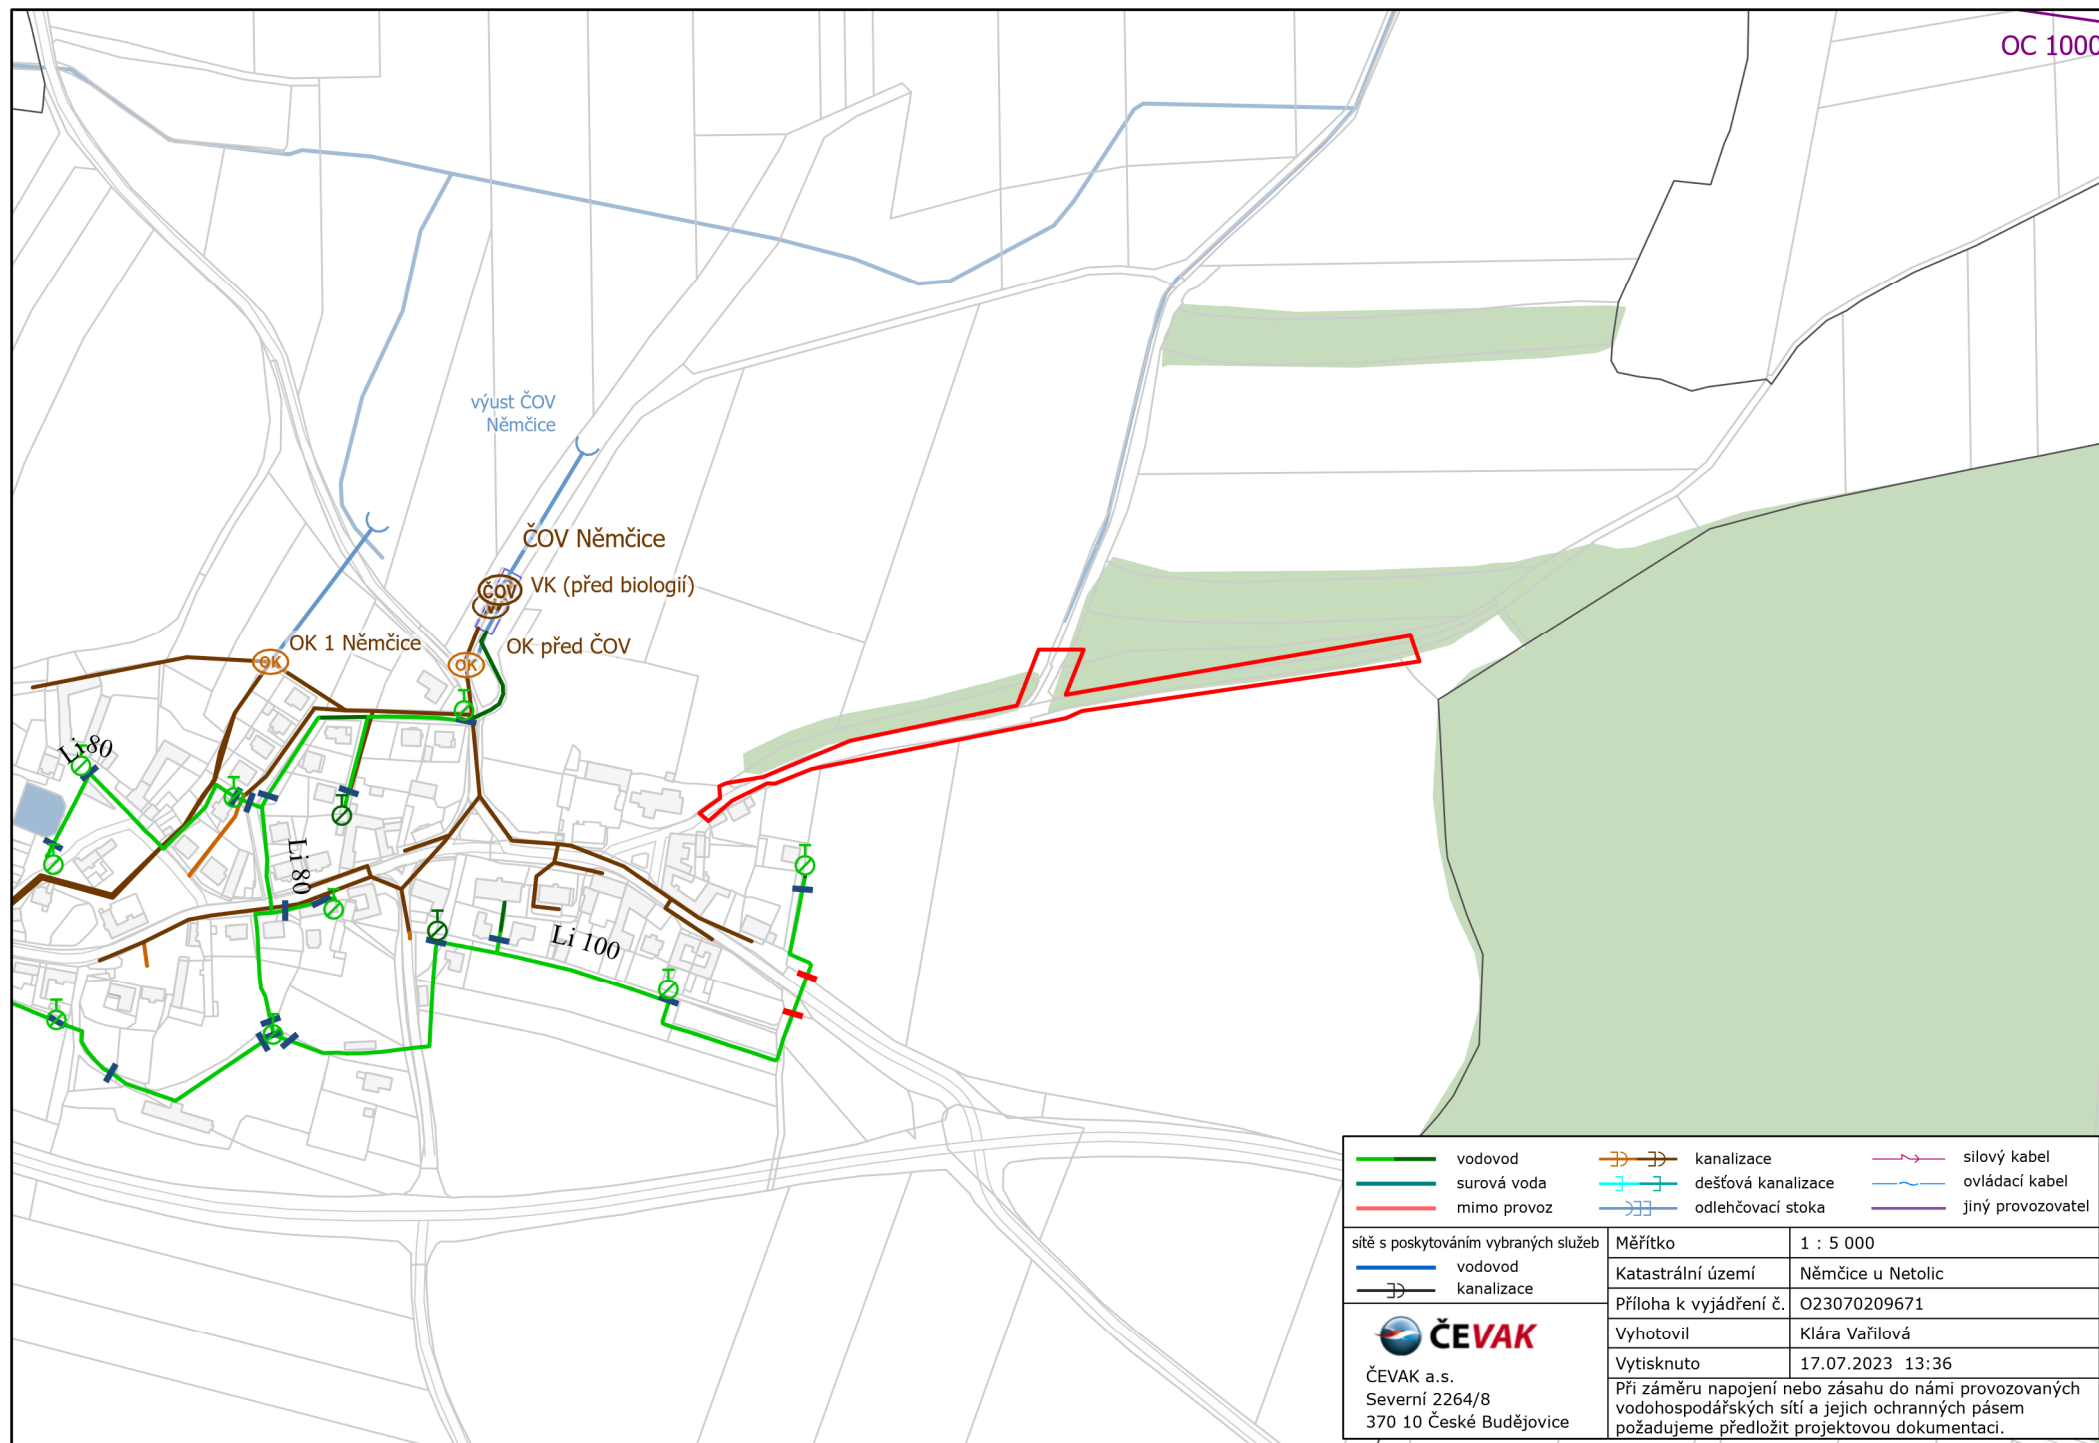 OC 1000
výust ČOV
Němčice
ČOV Němčice
ČOV
VK (před biologií)
OK 1 Němčice
OK před ČOV
OK
OK
Li 80
Li 80
Li 100
vodovod
surová voda
mimo provoz
kanalizace
dešťová kanalizace
odlehčovací stoka
silový kabel
ovládací kabel
jiný provozovatel
sítě s poskytováním vybraných služeb
vodovod
kanalizace
Měřítko 1 : 5 000
Katastrální území Němčice u Netolic
Příloha k vyjádření č. O23070209671
Vyhotovil Klára Vařilová
Vytisknuto 17.07.2023 13:36
ČEVAK
ČEVAK a.s.
Severní 2264/8
370 10 České Budějovice
Při záměru napojení nebo zásahu do námi provozovaných
vodohospodářských sítí a jejich ochranných pásem
požadujeme předložit projektovou dokumentaci.